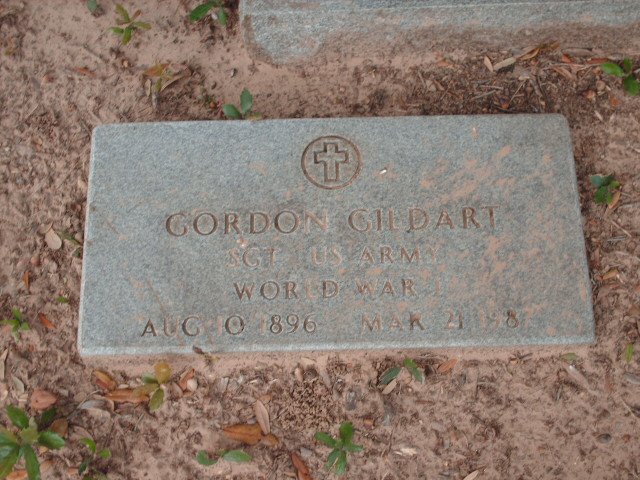 GORDON GILDART
SGT US ARMY
WORLD WAR I
AUG 10 1896 MAR 21